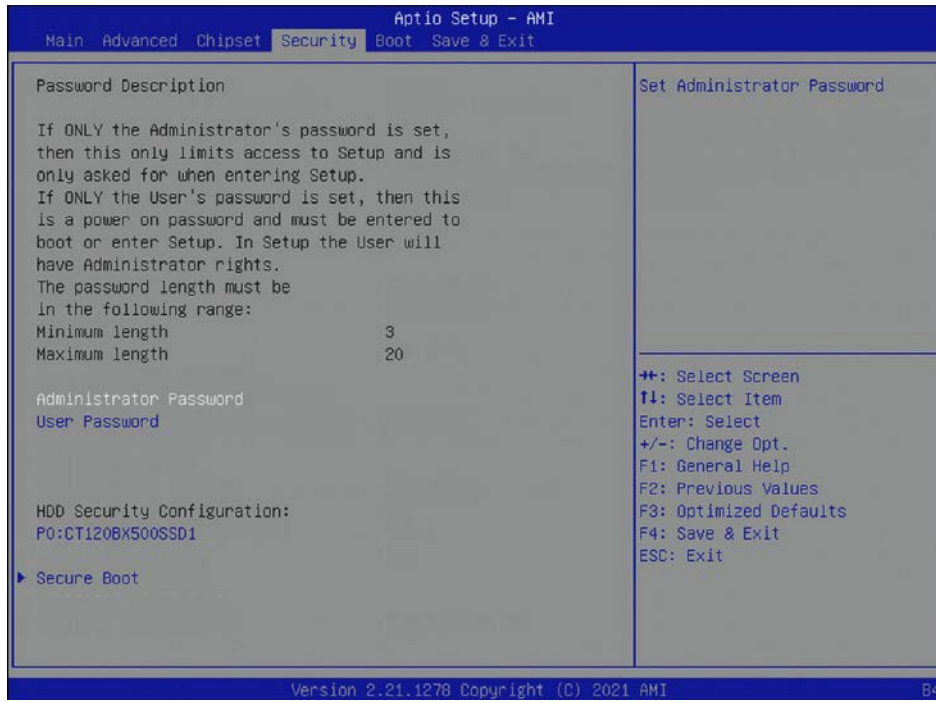 Aptio Setup - AMI
Main Advanced Chipset Security Boot Save & Exit
Password Description
If ONLY the Administrator's password is set,
then this only limits access to Setup and is
only asked for when entering Setup.
If ONLY the User's password is set, then this
is a power on password and must be entered to
boot or enter Setup. In Setup the User will
have Administrator rights.
The password length must be
in the following range:
Minimum length 3
Maximum length 20
Administrator Password
User Password
HDD Security Configuration:
P0:CT120BX500SSD1
Secure Boot
Set Administrator Password
→←: Select Screen
↑↓: Select Item
Enter: Select
+/-: Change Opt.
F1: General Help
F2: Previous Values
F3: Optimized Defaults
F4: Save & Exit
ESC: Exit
Version 2.21.1278 Copyright (C) 2021 AMI